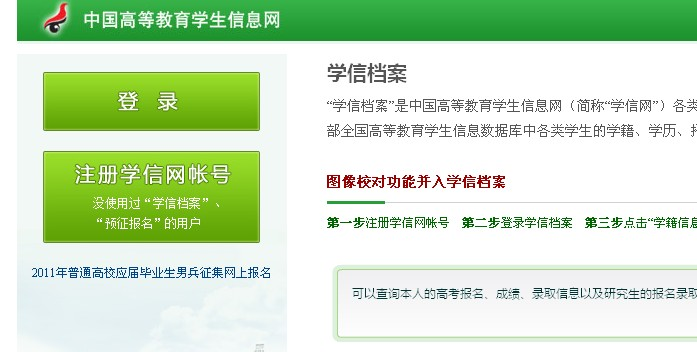 中国高等教育学生信息网
登 录
注册学信网帐号
没使用过“学信档案”、
“预征报名”的用户
2011年普通高校应届毕业生男兵征集网上报名
学信档案
“学信档案”是中国高等教育学生信息网（简称“学信网”）各类
部全国高等教育学生信息数据库中各类学生的学籍、学历、
图像校对功能并入学信档案
第一步注册学信网帐号 第二步登录学信档案 第三步点击“学籍信息
可以查询本人的高考报名、成绩、录取信息以及研究生的报名录取